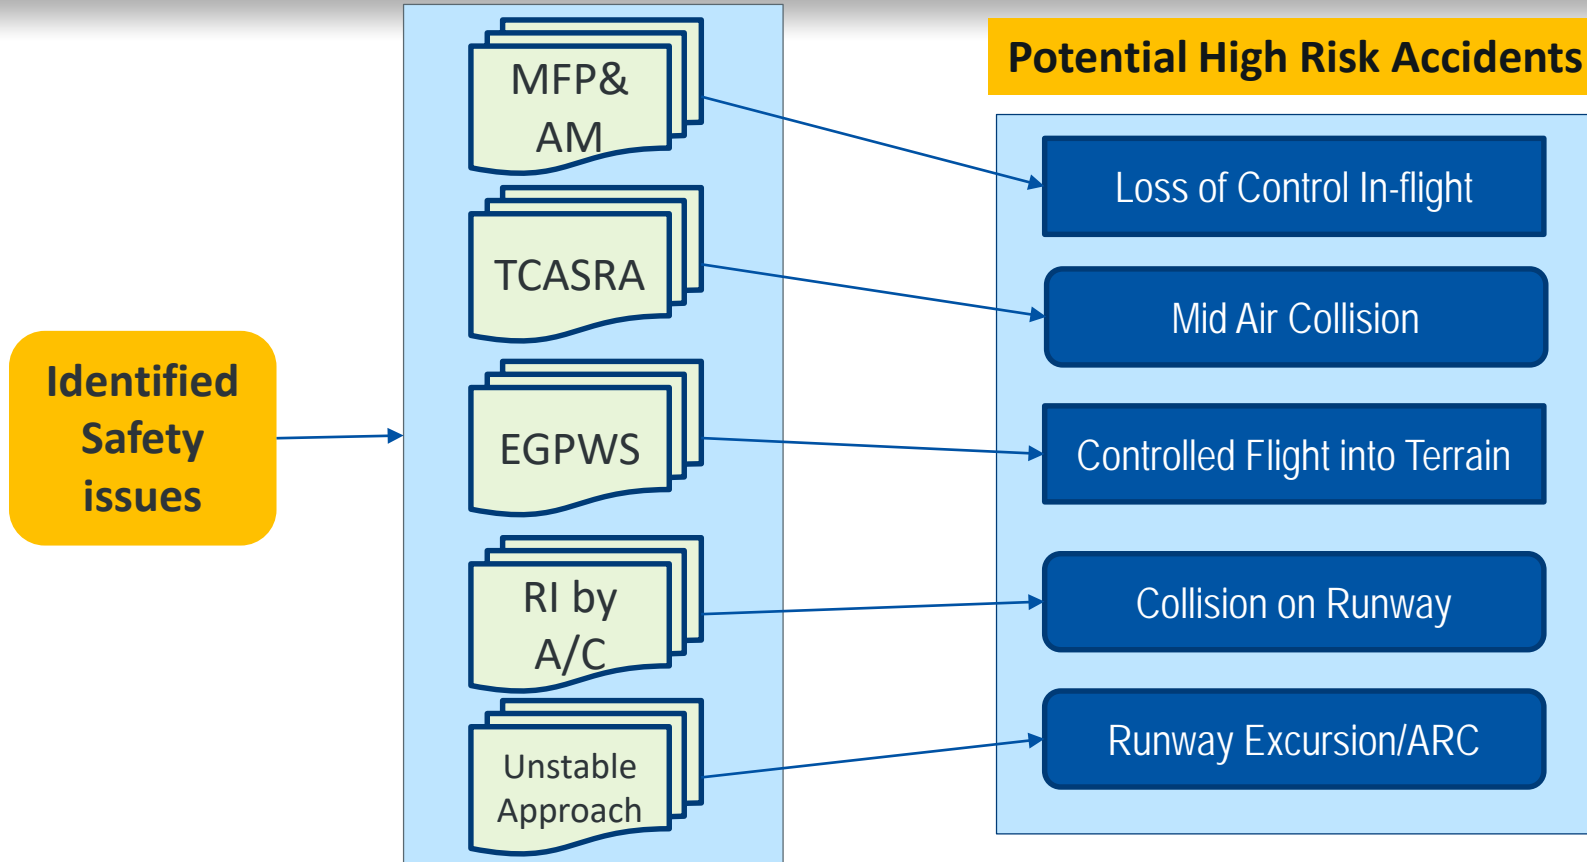 Potential High Risk Accidents
Identified
Safety
issues
MFP&
AM
TCASRA
EGPWS
RI by
A/C
Unstable
Approach
Loss of Control In-flight
Mid Air Collision
Controlled Flight into Terrain
Collision on Runway
Runway Excursion/ARC